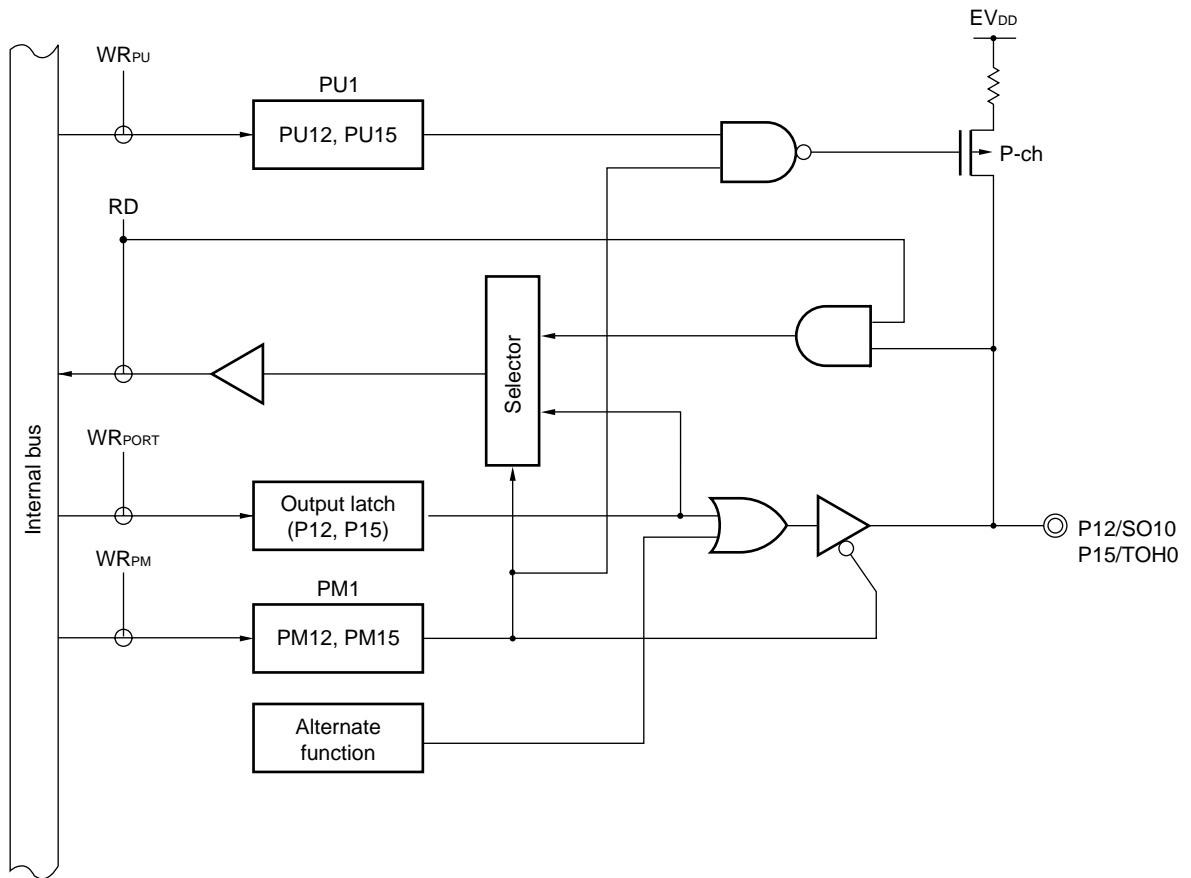 EVDD
WRPU
PU1
PU12, PU15
P-ch
RD
Selector
Internal bus
WRPORT
Output latch
(P12, P15)
P12/SO10
P15/TOH0
WRPM
PM1
PM12, PM15
Alternate
function